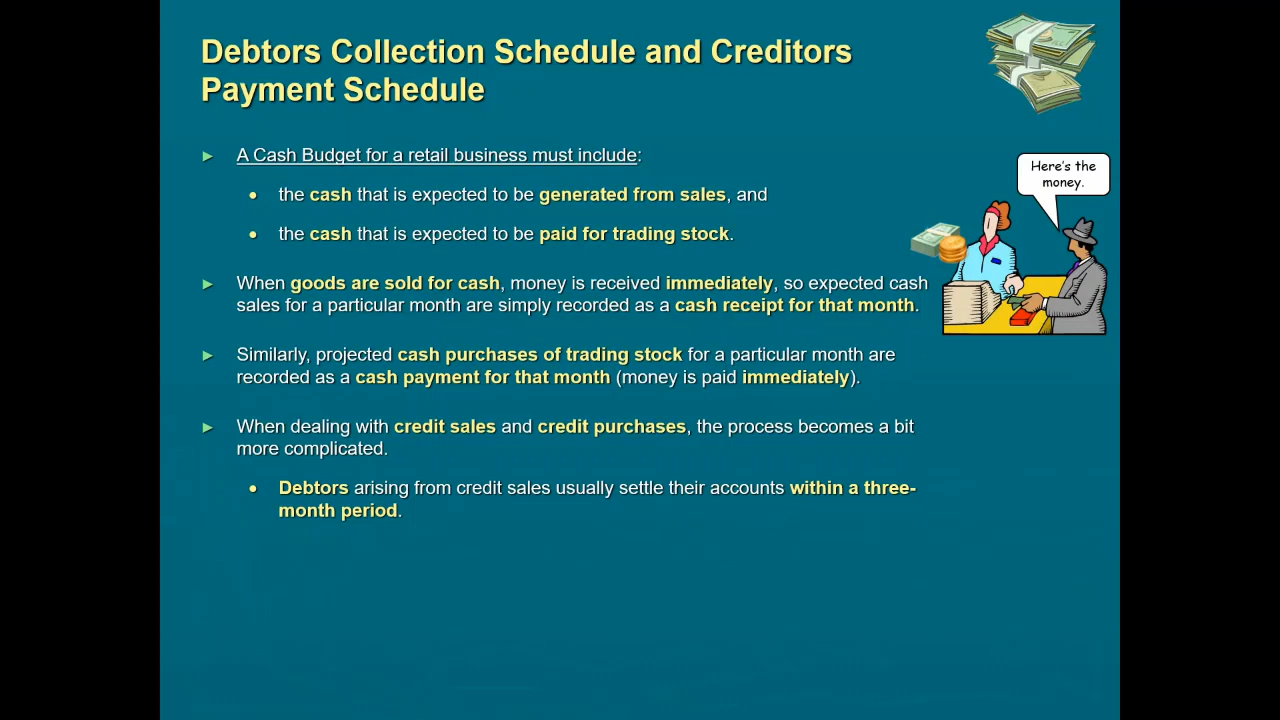 Debtors Collection Schedule and Creditors
Payment Schedule
► A Cash Budget for a retail business must include:
• the cash that is expected to be generated from sales, and
• the cash that is expected to be paid for trading stock.
► When goods are sold for cash, money is received immediately, so expected cash
sales for a particular month are simply recorded as a cash receipt for that month.
► Similarly, projected cash purchases of trading stock for a particular month are
recorded as a cash payment for that month (money is paid immediately).
► When dealing with credit sales and credit purchases, the process becomes a bit
more complicated.
• Debtors arising from credit sales usually settle their accounts within a three-
month period.
Here's the
money.